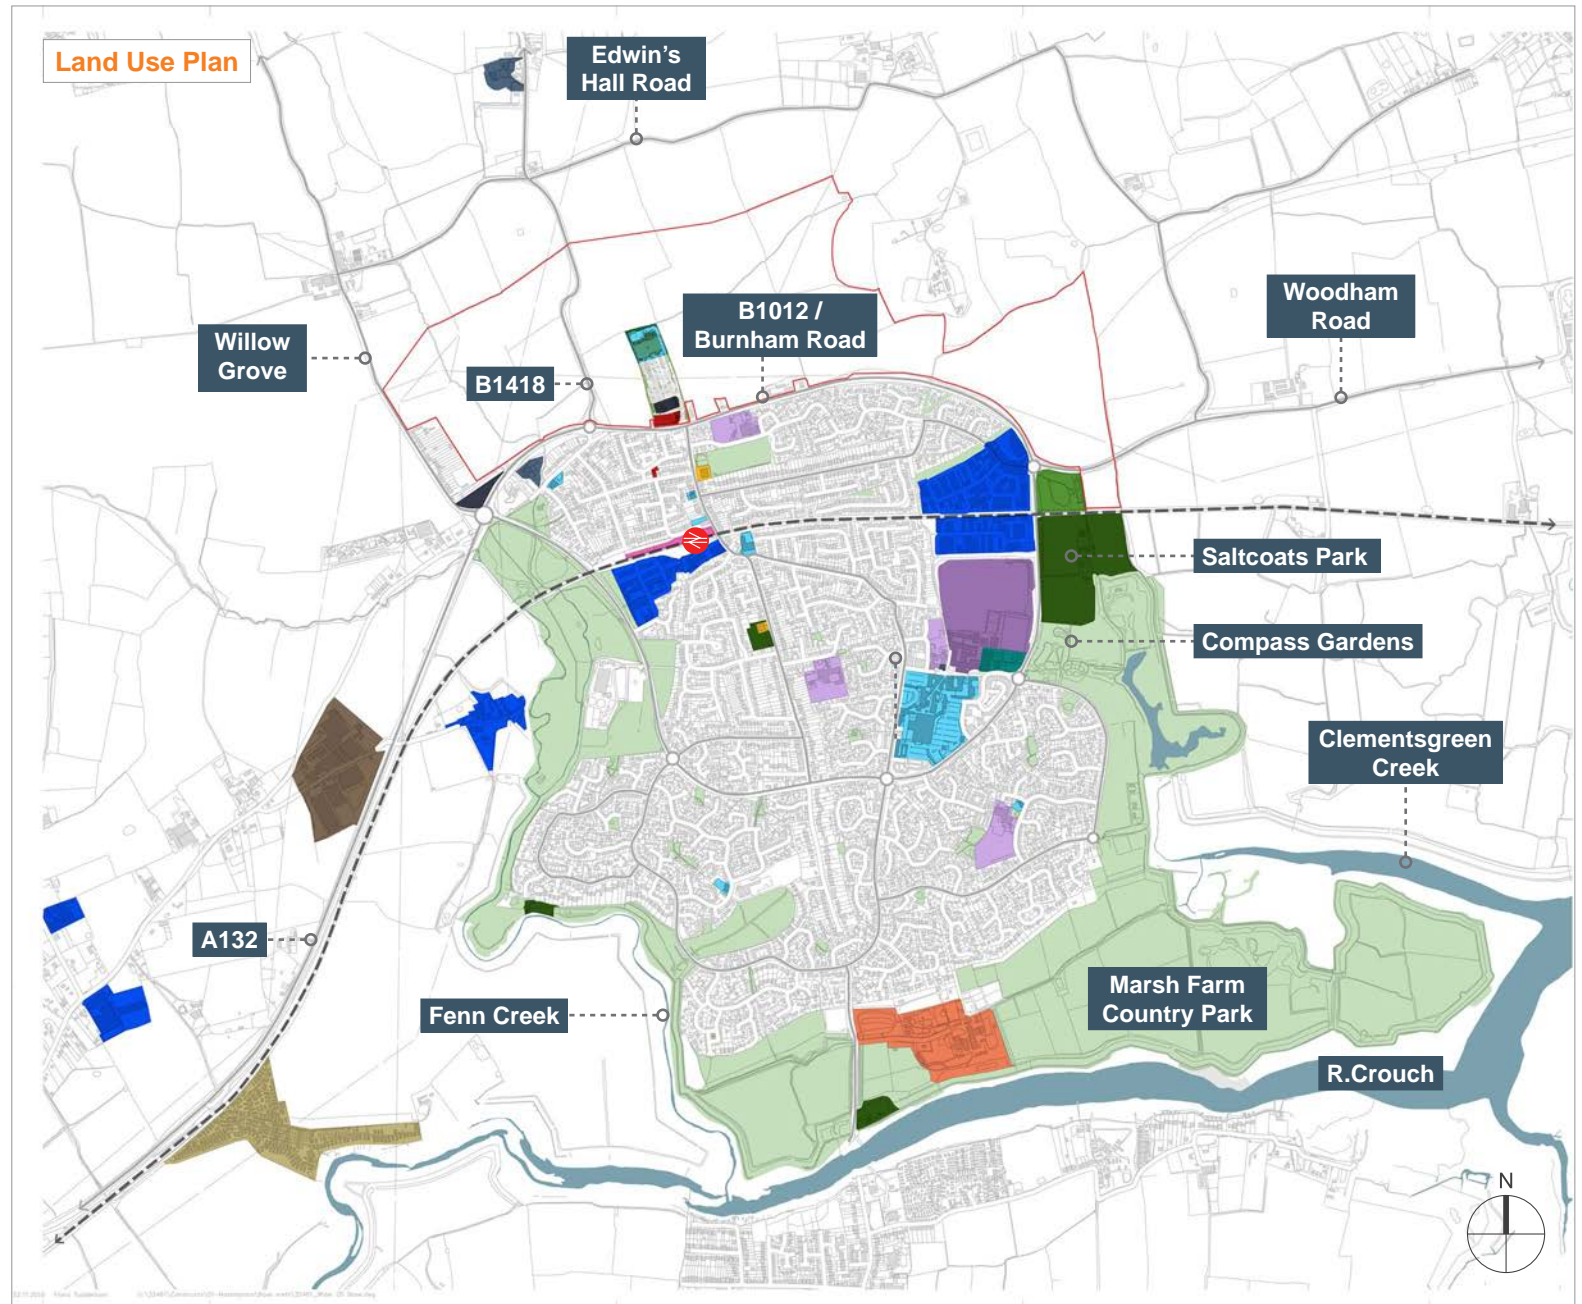 Land Use Plan
Edwin's
Hall Road
B1012 /
Burnham Road
Woodham
Road
Willow
Grove
B1418
Saltcoats Park
Compass Gardens
Clementsgreen
Creek
A132
Fenn Creek
Marsh Farm
Country Park
R.Crouch
N